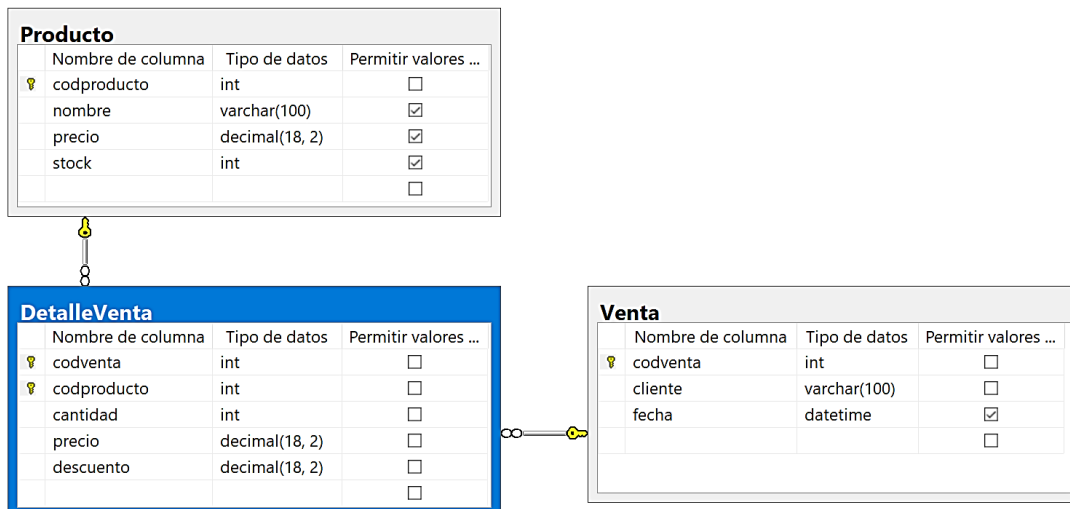 Producto
Nombre de columna Tipo de datos Permitir valores ...
codproducto int
nombre varchar(100)
precio decimal(18, 2)
stock int
DetalleVenta
Nombre de columna Tipo de datos Permitir valores ...
codventa int
codproducto int
cantidad int
precio decimal(18, 2)
descuento decimal(18, 2)
Venta
Nombre de columna Tipo de datos Permitir valores ...
codventa int
cliente varchar(100)
fecha datetime